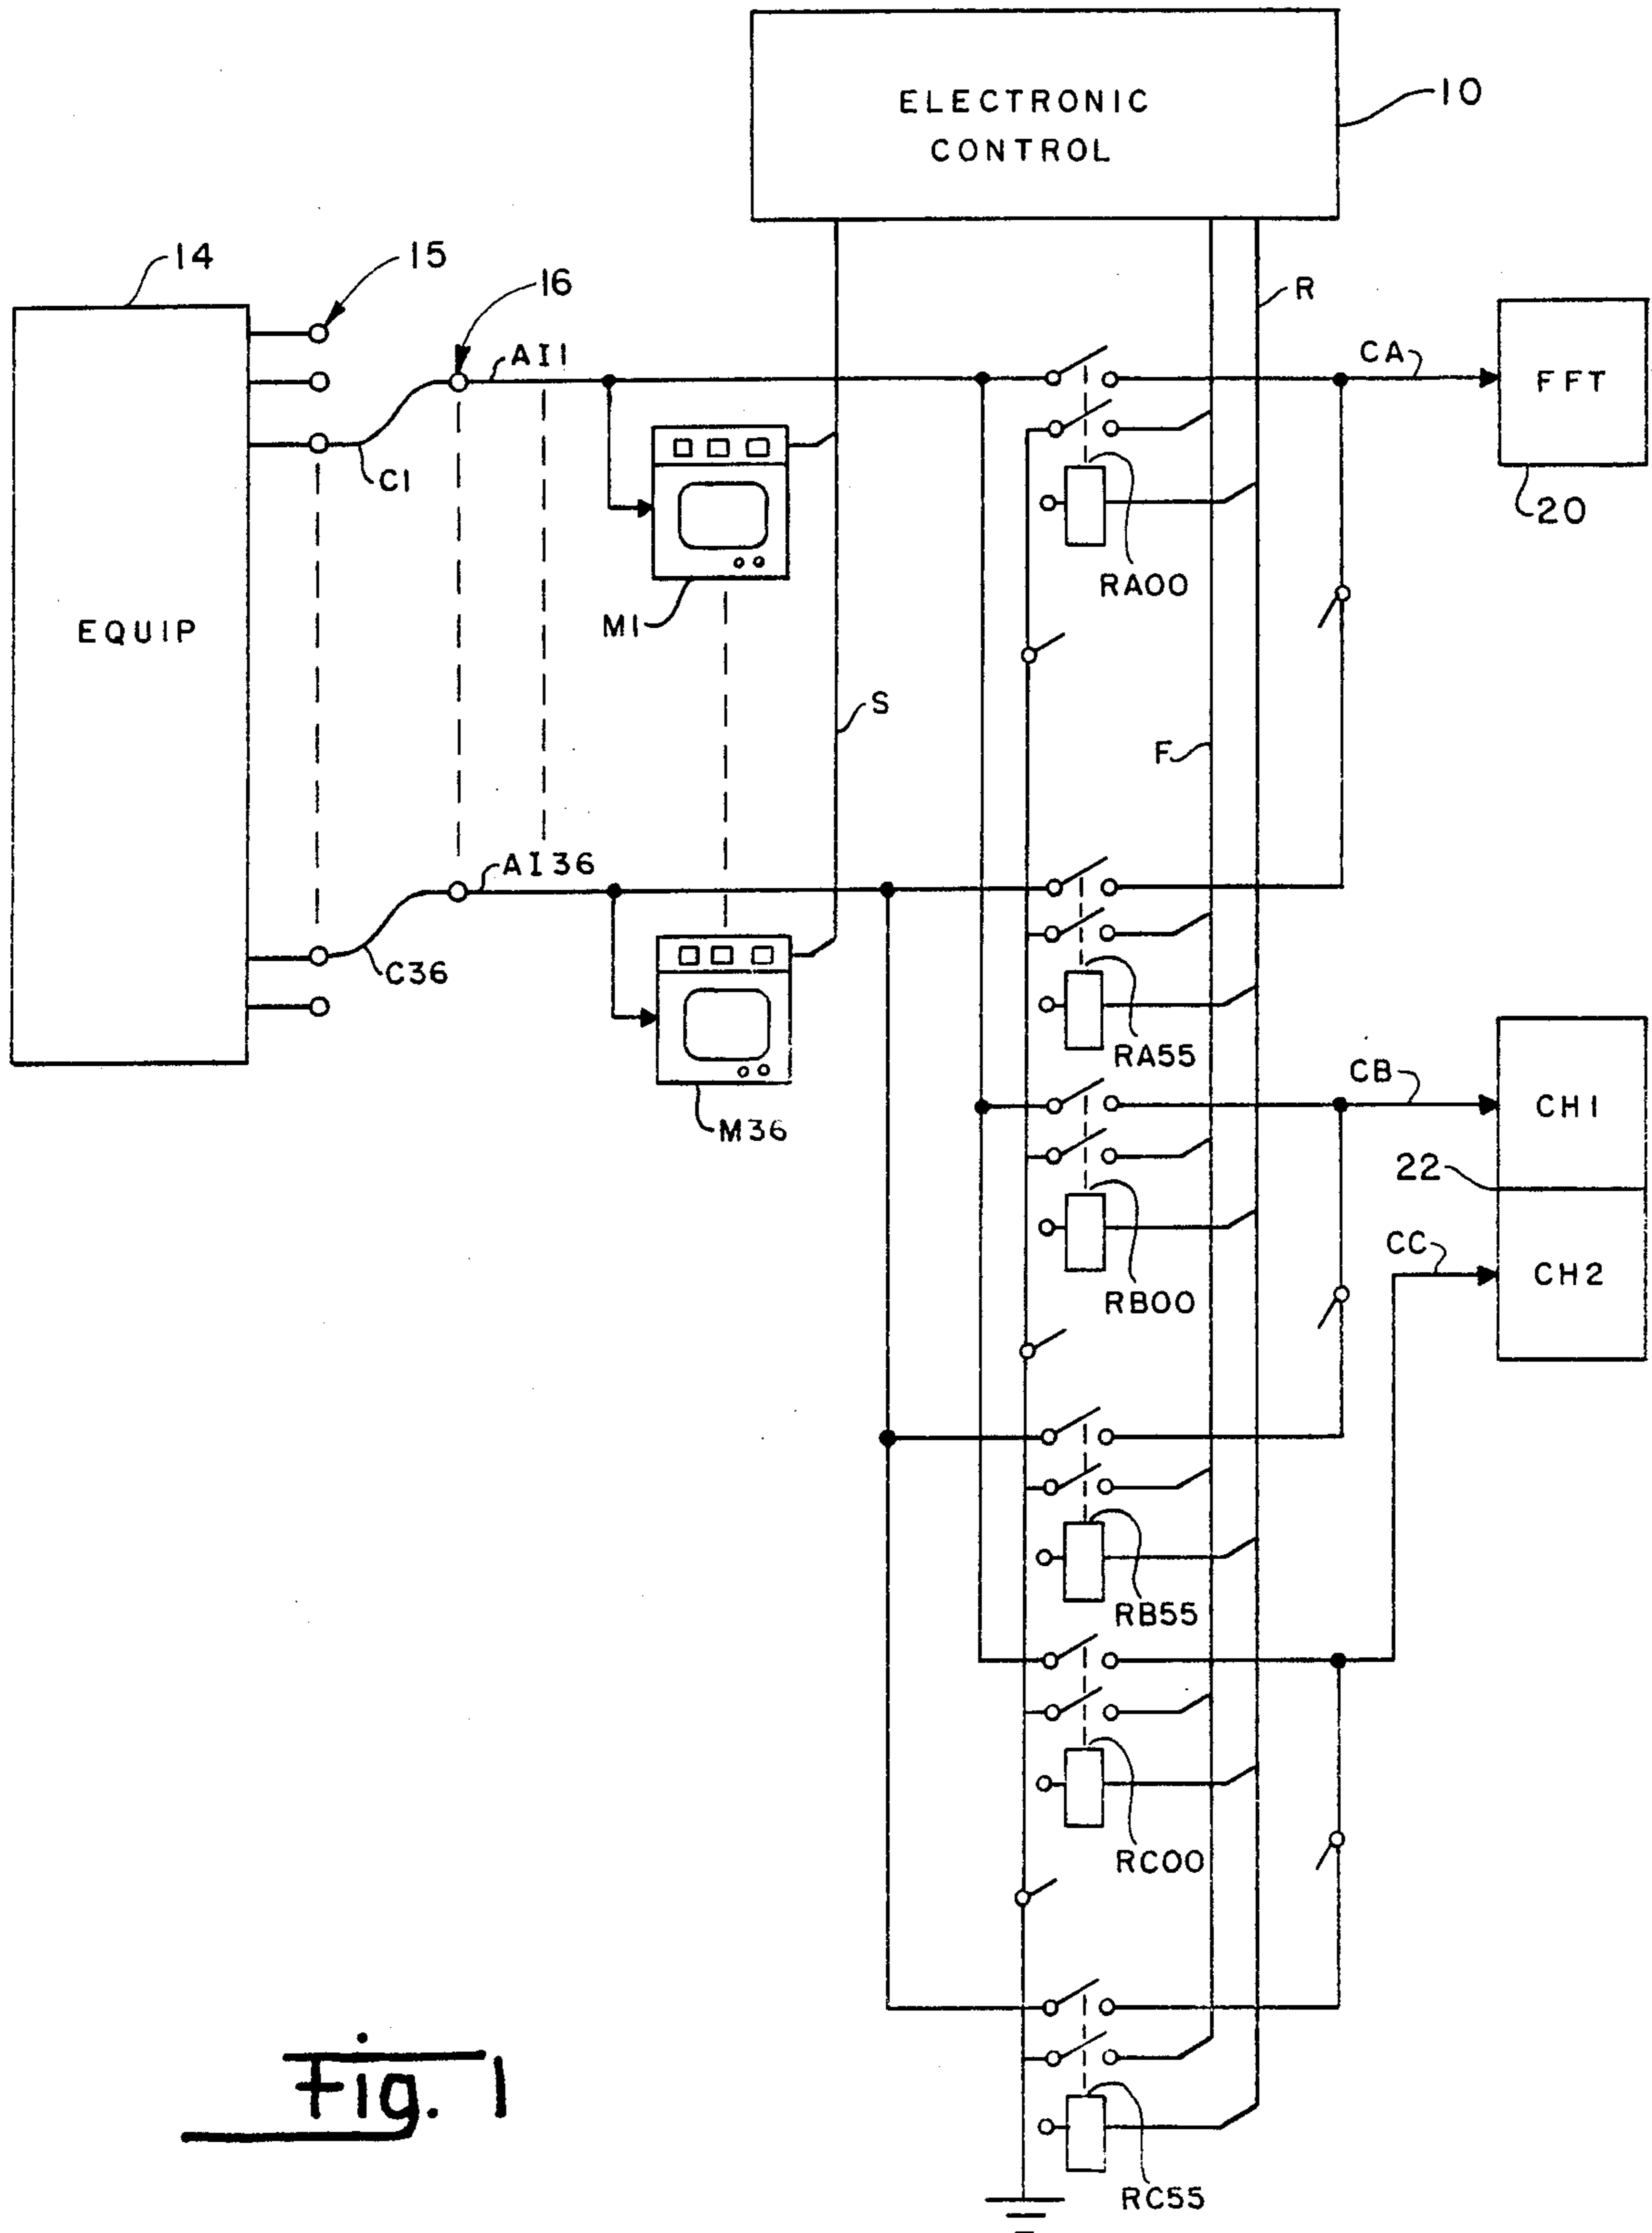 ELECTRONIC
CONTROL
10
14
15
16
R
AI1
CA
FFT
C1
20
RA00
M1
EQUIP
S
F
AI36
C36
RA55
CB
CH1
M36
22
CC
CH2
RB00
RB55
RC00
Fig. 1
RC55